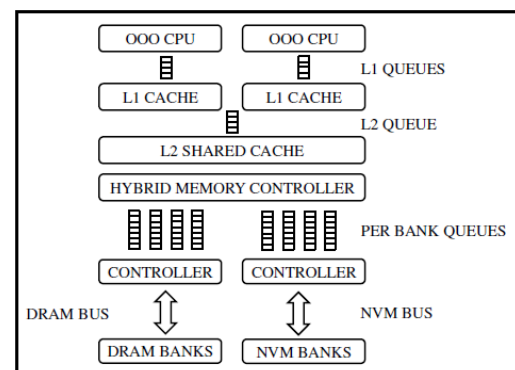 OOO CPU OOO CPU
L1 QUEUES
L1 CACHE L1 CACHE
L2 QUEUE
L2 SHARED CACHE
HYBRID MEMORY CONTROLLER
PER BANK QUEUES
CONTROLLER CONTROLLER
DRAM BUS NVM BUS
DRAM BANKS NVM BANKS